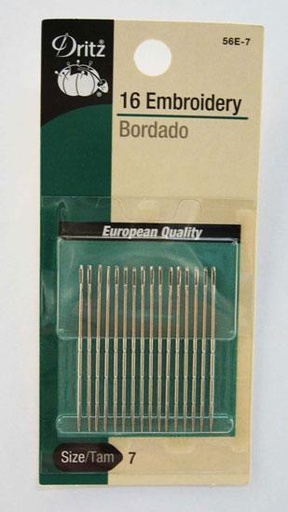 56E-7
Dritz
16 Embroidery
Bordado
European Quality
Size/Tam 7